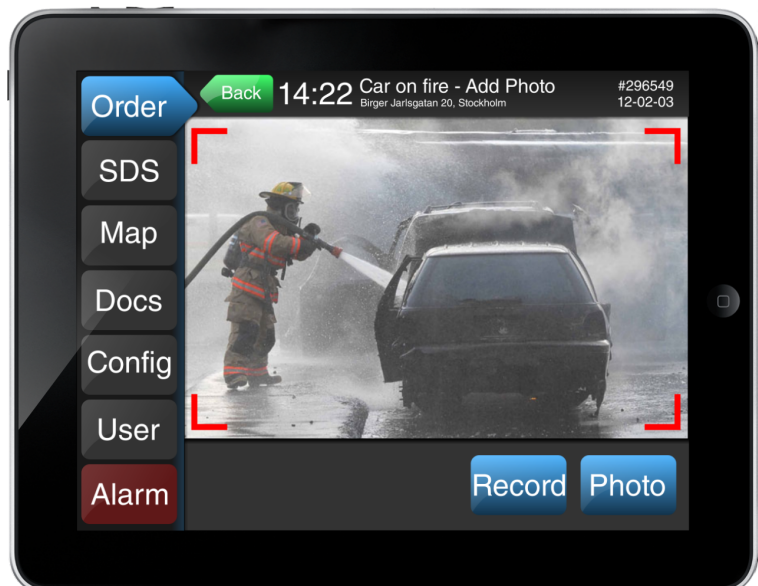 Order
SDS
Map
Docs
Config
User
Alarm
Back
14:22
Car on fire - Add Photo
Birger Jarlsgatan 20, Stockholm
#296549
12-02-03
Record
Photo